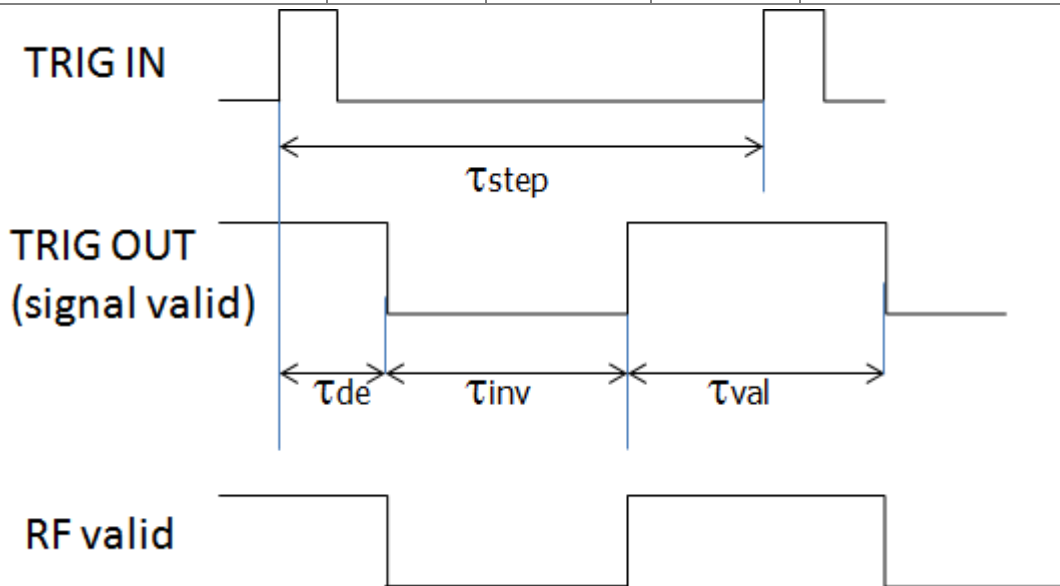 TRIG IN
τstep
TRIG OUT
(signal valid)
τde
τinv
τval
RF valid